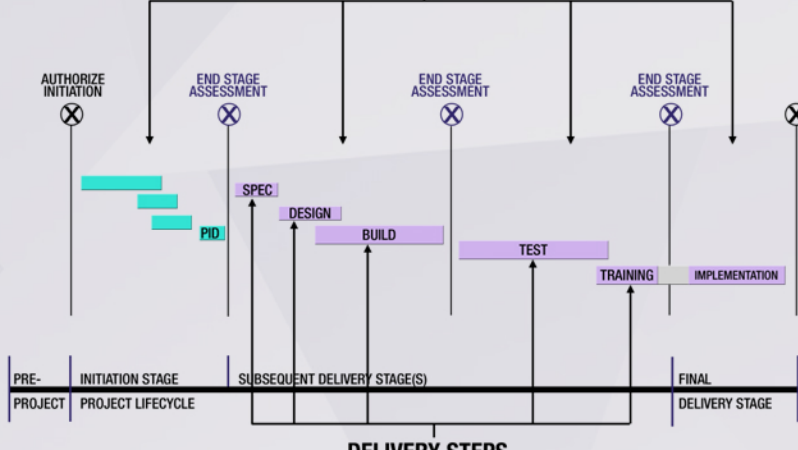 AUTHORIZE
INITIATION
END STAGE
ASSESSMENT
END STAGE
ASSESSMENT
END STAGE
ASSESSMENT
SPEC
DESIGN
PID
BUILD
TEST
TRAINING
IMPLEMENTATION
PRE-
PROJECT
INITIATION STAGE
PROJECT LIFECYCLE
SUBSEQUENT DELIVERY STAGE(S)
FINAL
DELIVERY STAGE
DELIVERY STEPS